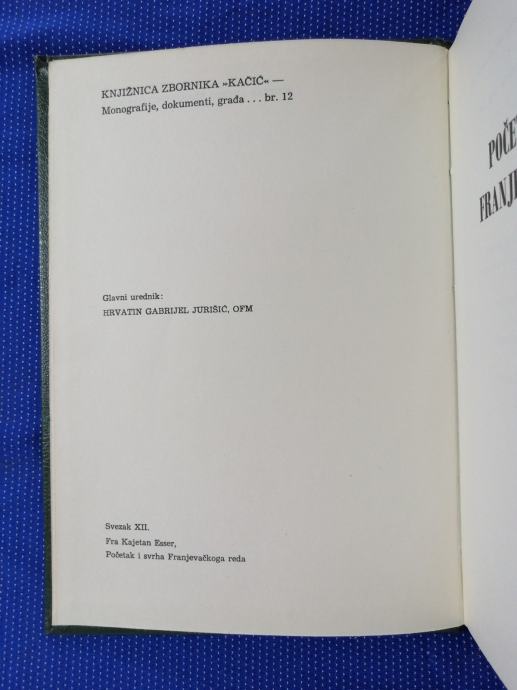 KNJIŽNICA ZBORNIKA »KAČIĆ« —
Monografije, dokumenti, građa . . . br. 12
Glavni urednik:
HRVATIN GABRIJEL JURIŠIĆ, OFM
Svezak XII.
Fra Kajetan Esser,
Početak i svrha Franjevačkoga reda